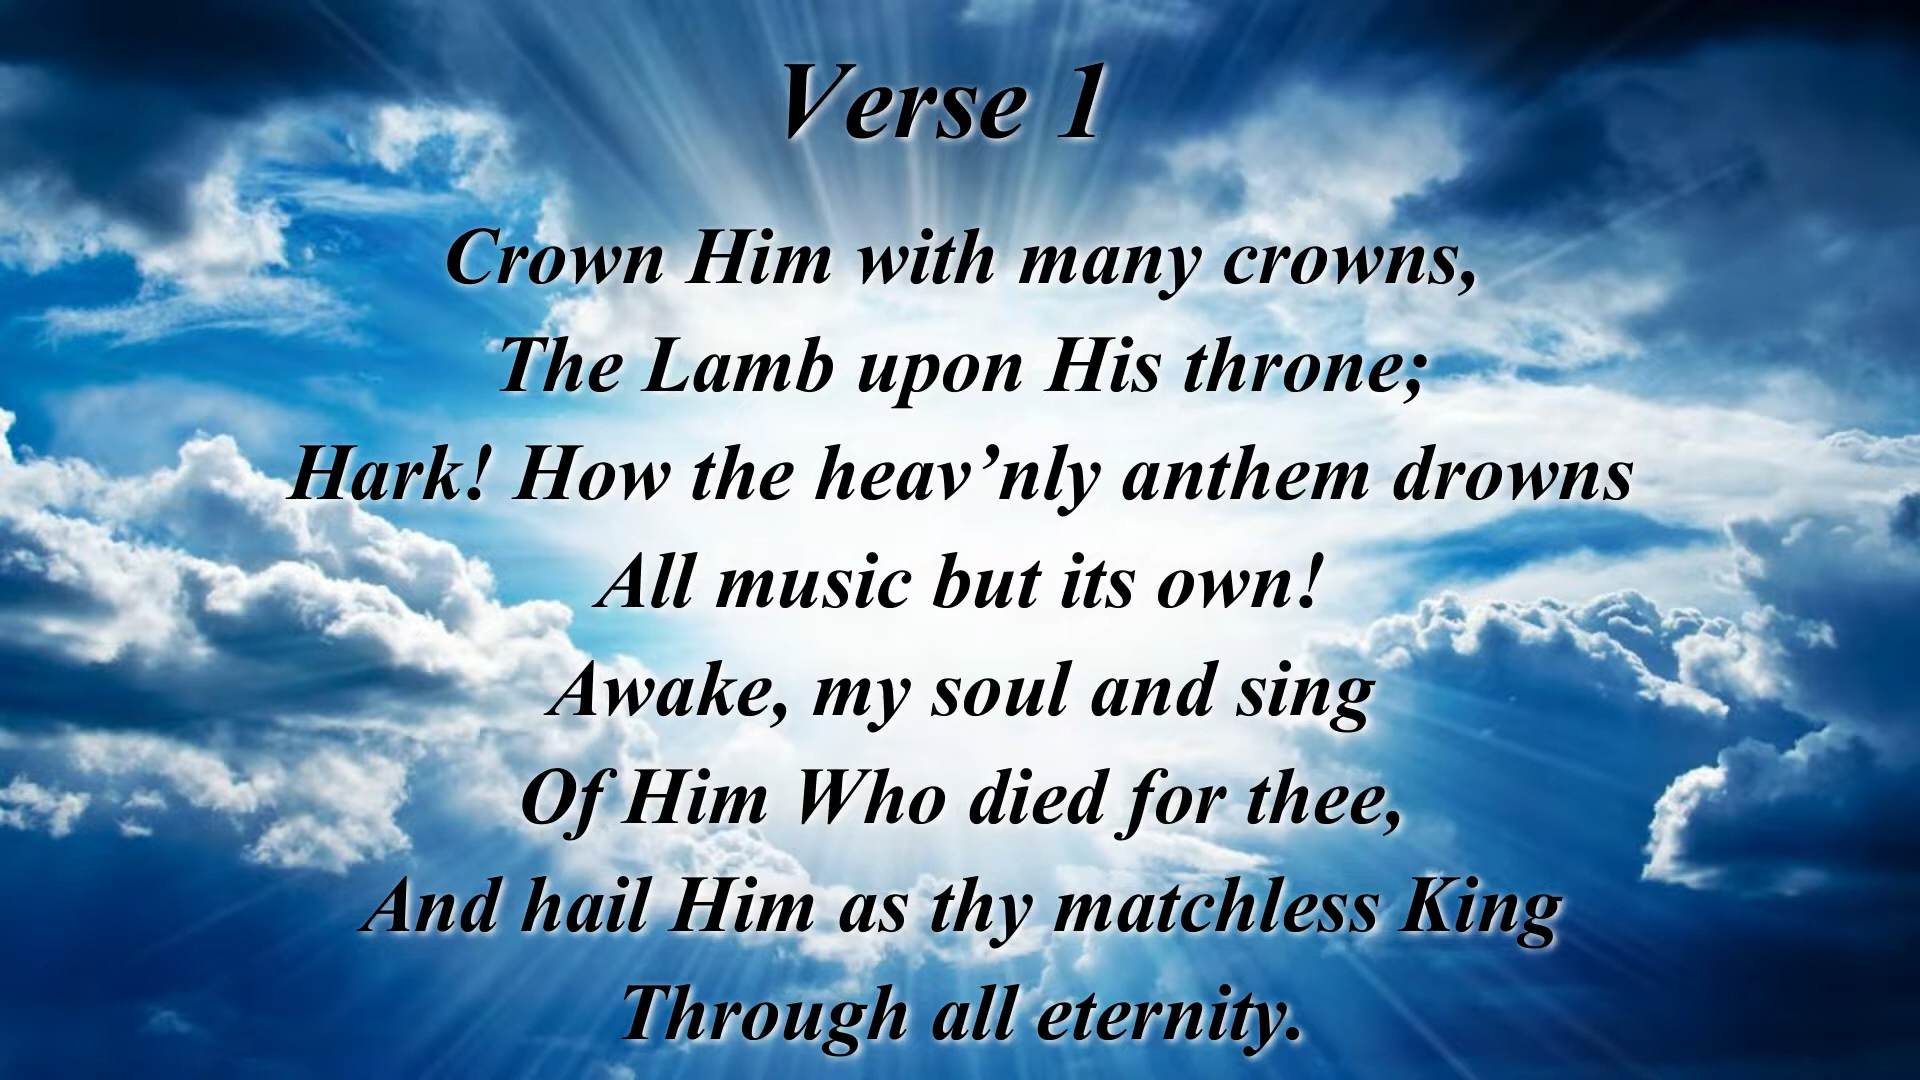 Verse 1
Crown Him with many crowns,
The Lamb upon His throne;
Hark! How the heav’nly anthem drowns
All music but its own!
Awake, my soul and sing
Of Him Who died for thee,
And hail Him as thy matchless King
Through all eternity.